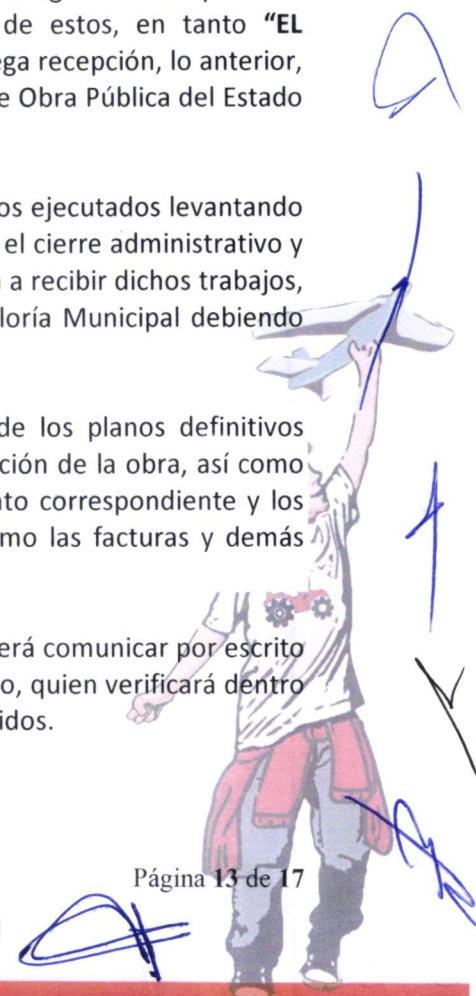 de estos, en tanto "EL
ega recepción, lo anterior,
e Obra Pública del Estado
os ejecutados levantando
el cierre administrativo y
a recibir dichos trabajos,
loría Municipal debiendo
de los planos definitivos
ción de la obra, así como
nto correspondiente y los
mo las facturas y demás
erá comunicar por escrito
o, quien verificará dentro
idos.
Página 13 de 17